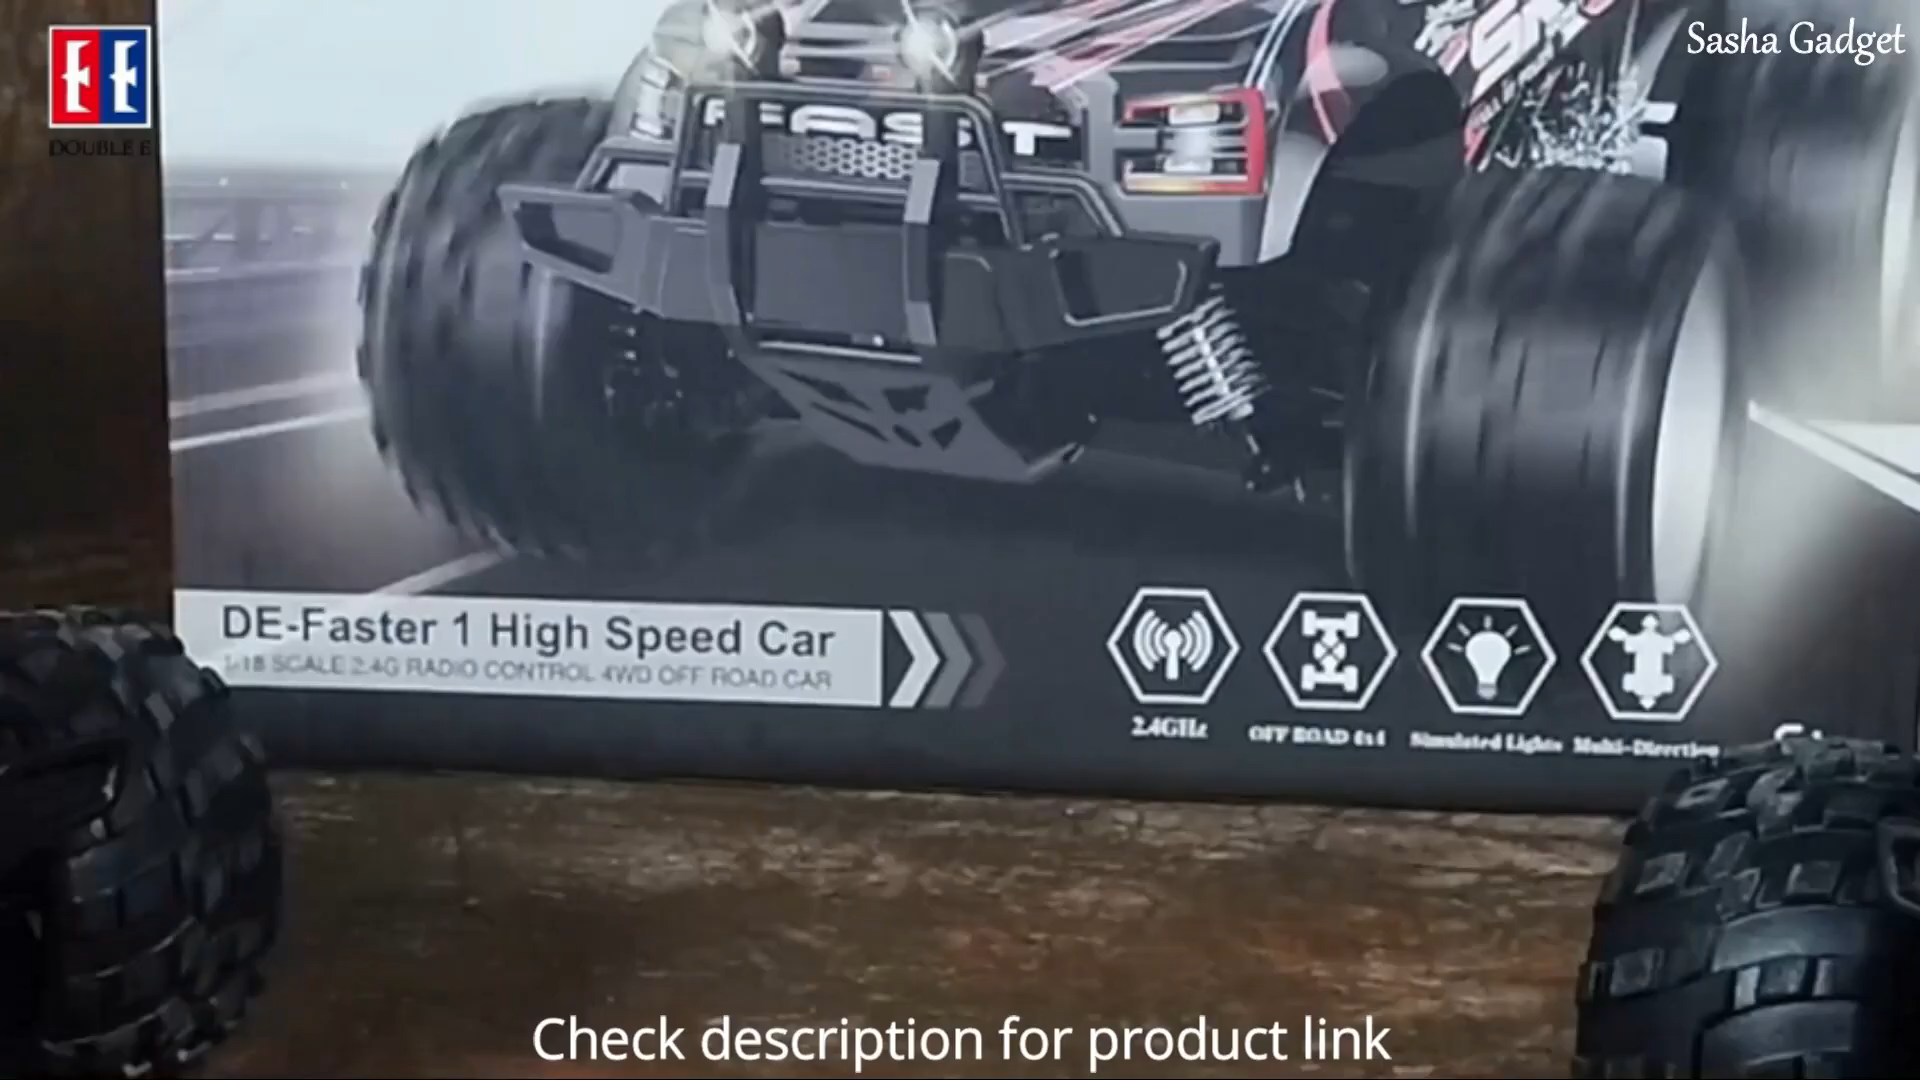 Sasha Gadget
DOUBLE E
FAST
DE-Faster 1 High Speed Car
1:18 SCALE 2.4G RADIO CONTROL 4WD OFF ROAD CAR
2.4GHz
OFF ROAD 4x4
Simulated Lights
Multi-Direction
Check description for product link